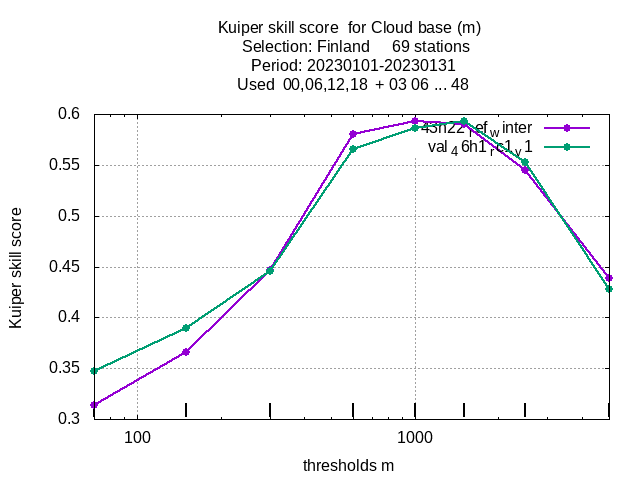 Kuiper skill score  for Cloud base (m)
Selection: Finland     69 stations
Period: 20230101-20230131
Used  00,06,12,18  + 03 06 ... 48
0.6
0.55
0.5
0.45
0.4
0.35
0.3
Kuiper skill score
100
1000
thresholds m